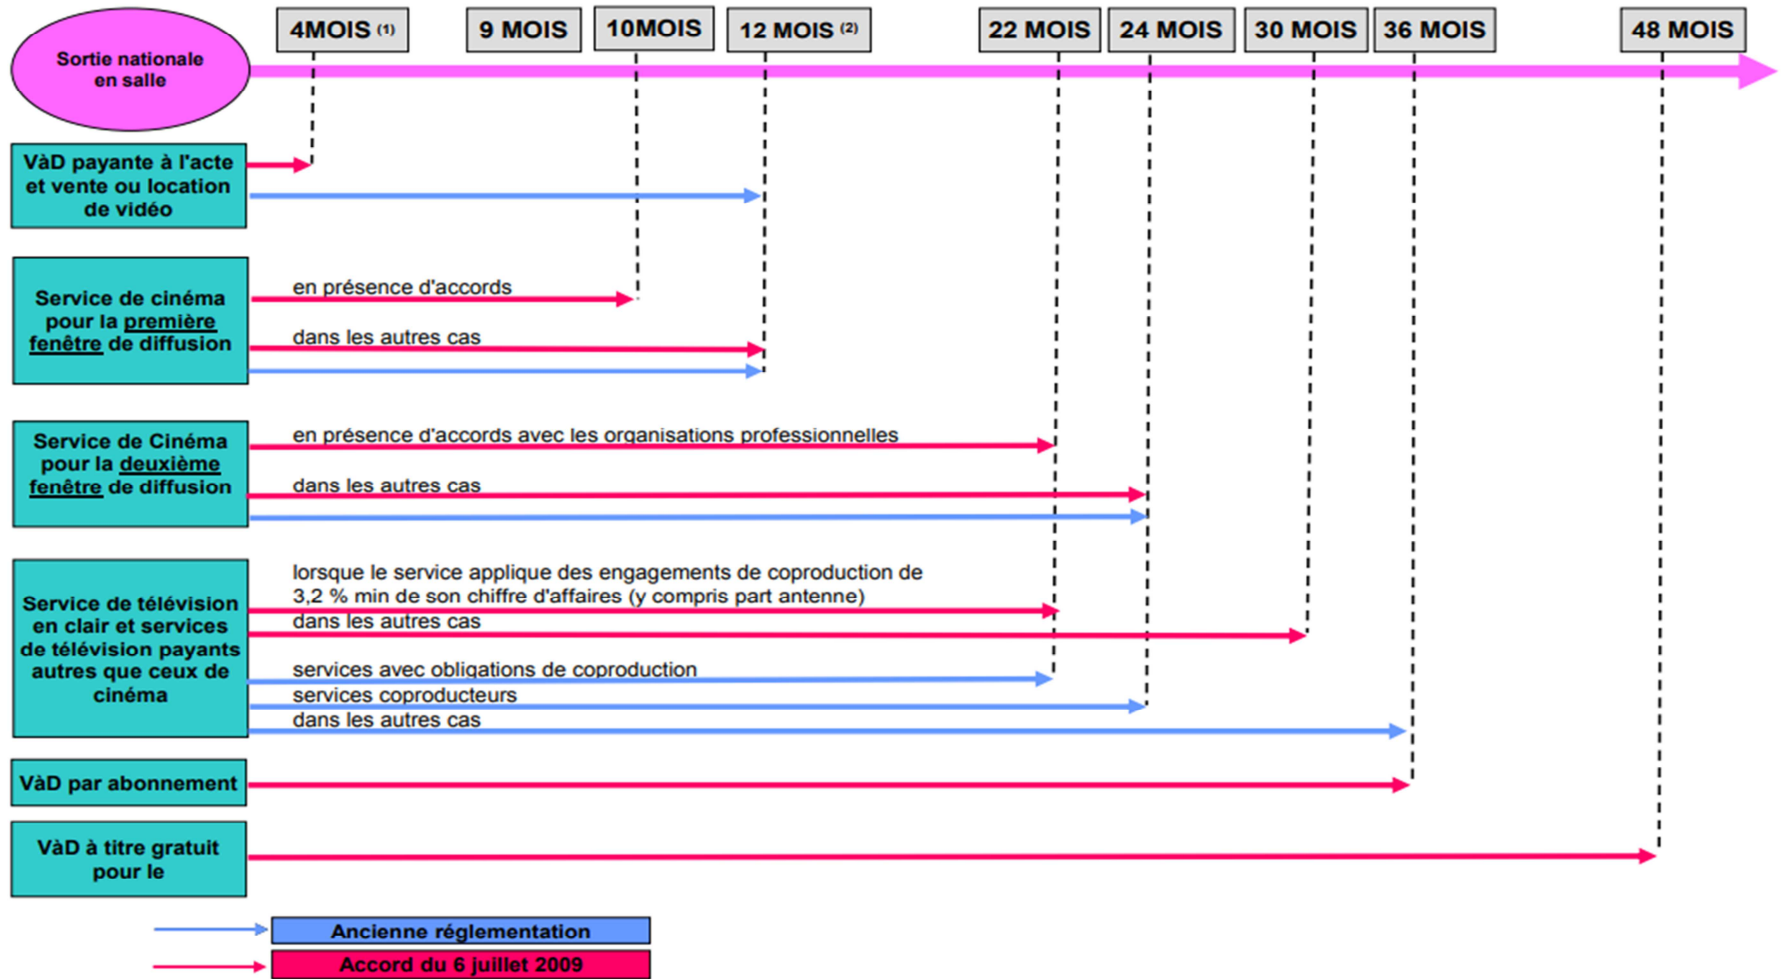 4MOIS (1)
9 MOIS
10MOIS
12 MOIS (2)
22 MOIS
24 MOIS
30 MOIS
36 MOIS
48 MOIS
Sortie nationale
en salle
VàD payante à l'acte
et vente ou location
de vidéo
Service de cinéma
pour la première
fenêtre de diffusion
en présence d'accords
dans les autres cas
Service de Cinéma
pour la deuxième
fenêtre de diffusion
en présence d'accords avec les organisations professionnelles
dans les autres cas
Service de télévision
en clair et services
de télévision payants
autres que ceux de
cinéma
lorsque le service applique des engagements de coproduction de
3,2 % min de son chiffre d'affaires (y compris part antenne)
dans les autres cas
services avec obligations de coproduction
services coproducteurs
dans les autres cas
VàD par abonnement
VàD à titre gratuit
pour le
Ancienne réglementation
Accord du 6 juillet 2009